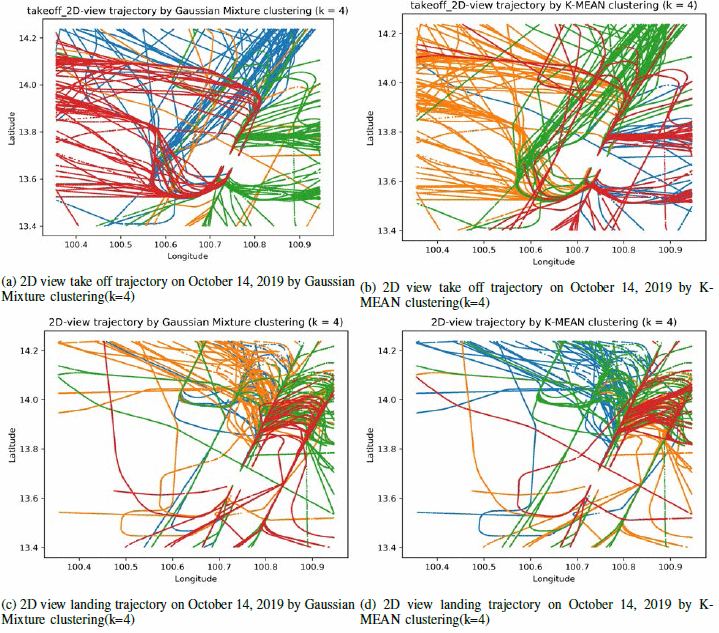 takeoff_2D-view trajectory by Gaussian Mixture clustering (k = 4)
14.2
14.0
13.8
13.6
13.4
Latitude
100.4 100.5 100.6 100.7 100.8 100.9
Longitude
(a) 2D view take off trajectory on October 14, 2019 by Gaussian
Mixture clustering(k=4)
takeoff_2D-view trajectory by K-MEAN clustering (k = 4)
14.2
14.0
13.8
13.6
13.4
Latitude
100.4 100.5 100.6 100.7 100.8 100.9
Longitude
(b) 2D view take off trajectory on October 14, 2019 by K-
MEAN clustering(k=4)
2D-view trajectory by Gaussian Mixture clustering (k = 4)
14.2
14.0
13.8
13.6
13.4
Latitude
100.4 100.5 100.6 100.7 100.8 100.9
Longitude
(c) 2D view landing trajectory on October 14, 2019 by Gaussian
Mixture clustering(k=4)
2D-view trajectory by K-MEAN clustering (k = 4)
14.2
14.0
13.8
13.6
13.4
Latitude
100.4 100.5 100.6 100.7 100.8 100.9
Longitude
(d) 2D view landing trajectory on October 14, 2019 by K-
MEAN clustering(k=4)